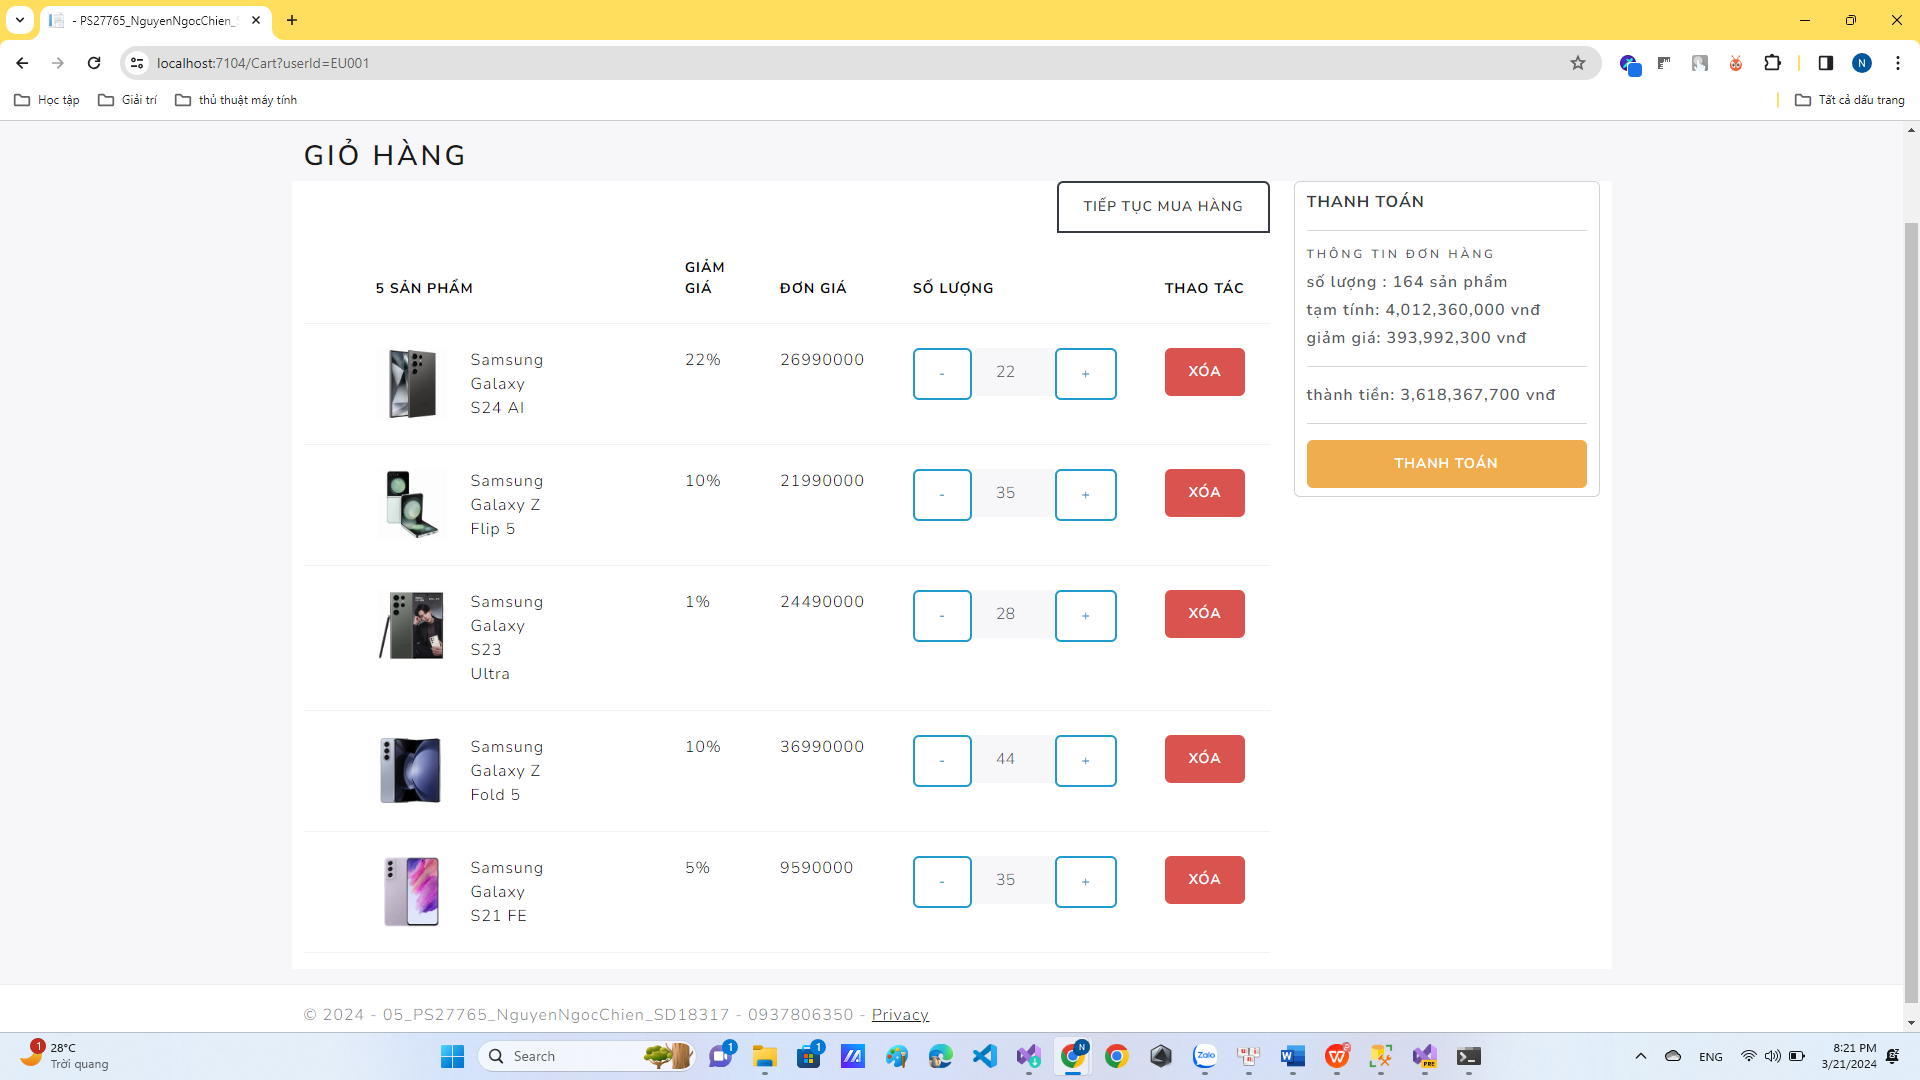 - PS27765_NguyenNgocChien_S
localhost:7104/Cart?userId=EU001
N
Học tập
Giải trí
thủ thuật máy tính
Tất cả dấu trang
GIỎ HÀNG
TIẾP TỤC MUA HÀNG
5 SẢN PHẨM
GIẢM
GIÁ
ĐƠN GIÁ
SỐ LƯỢNG
THAO TÁC
Samsung
Galaxy
S24 AI
22%
26990000
-
22
+
XÓA
Samsung
Galaxy Z
Flip 5
10%
21990000
-
35
+
XÓA
Samsung
Galaxy
S23
Ultra
1%
24490000
-
28
+
XÓA
Samsung
Galaxy Z
Fold 5
10%
36990000
-
44
+
XÓA
Samsung
Galaxy
S21 FE
5%
9590000
-
35
+
XÓA
THANH TOÁN
THÔNG TIN ĐƠN HÀNG
số lượng : 164 sản phẩm
tạm tính: 4,012,360,000 vnđ
giảm giá: 393,992,300 vnđ
thành tiền: 3,618,367,700 vnđ
THANH TOÁN
© 2024 - 05_PS27765_NguyenNgocChien_SD18317 - 0937806350 - Privacy
1
28°C
Trời quang
Search
1
1
N
Zalo
PRE
ENG
8:21 PM
3/21/2024